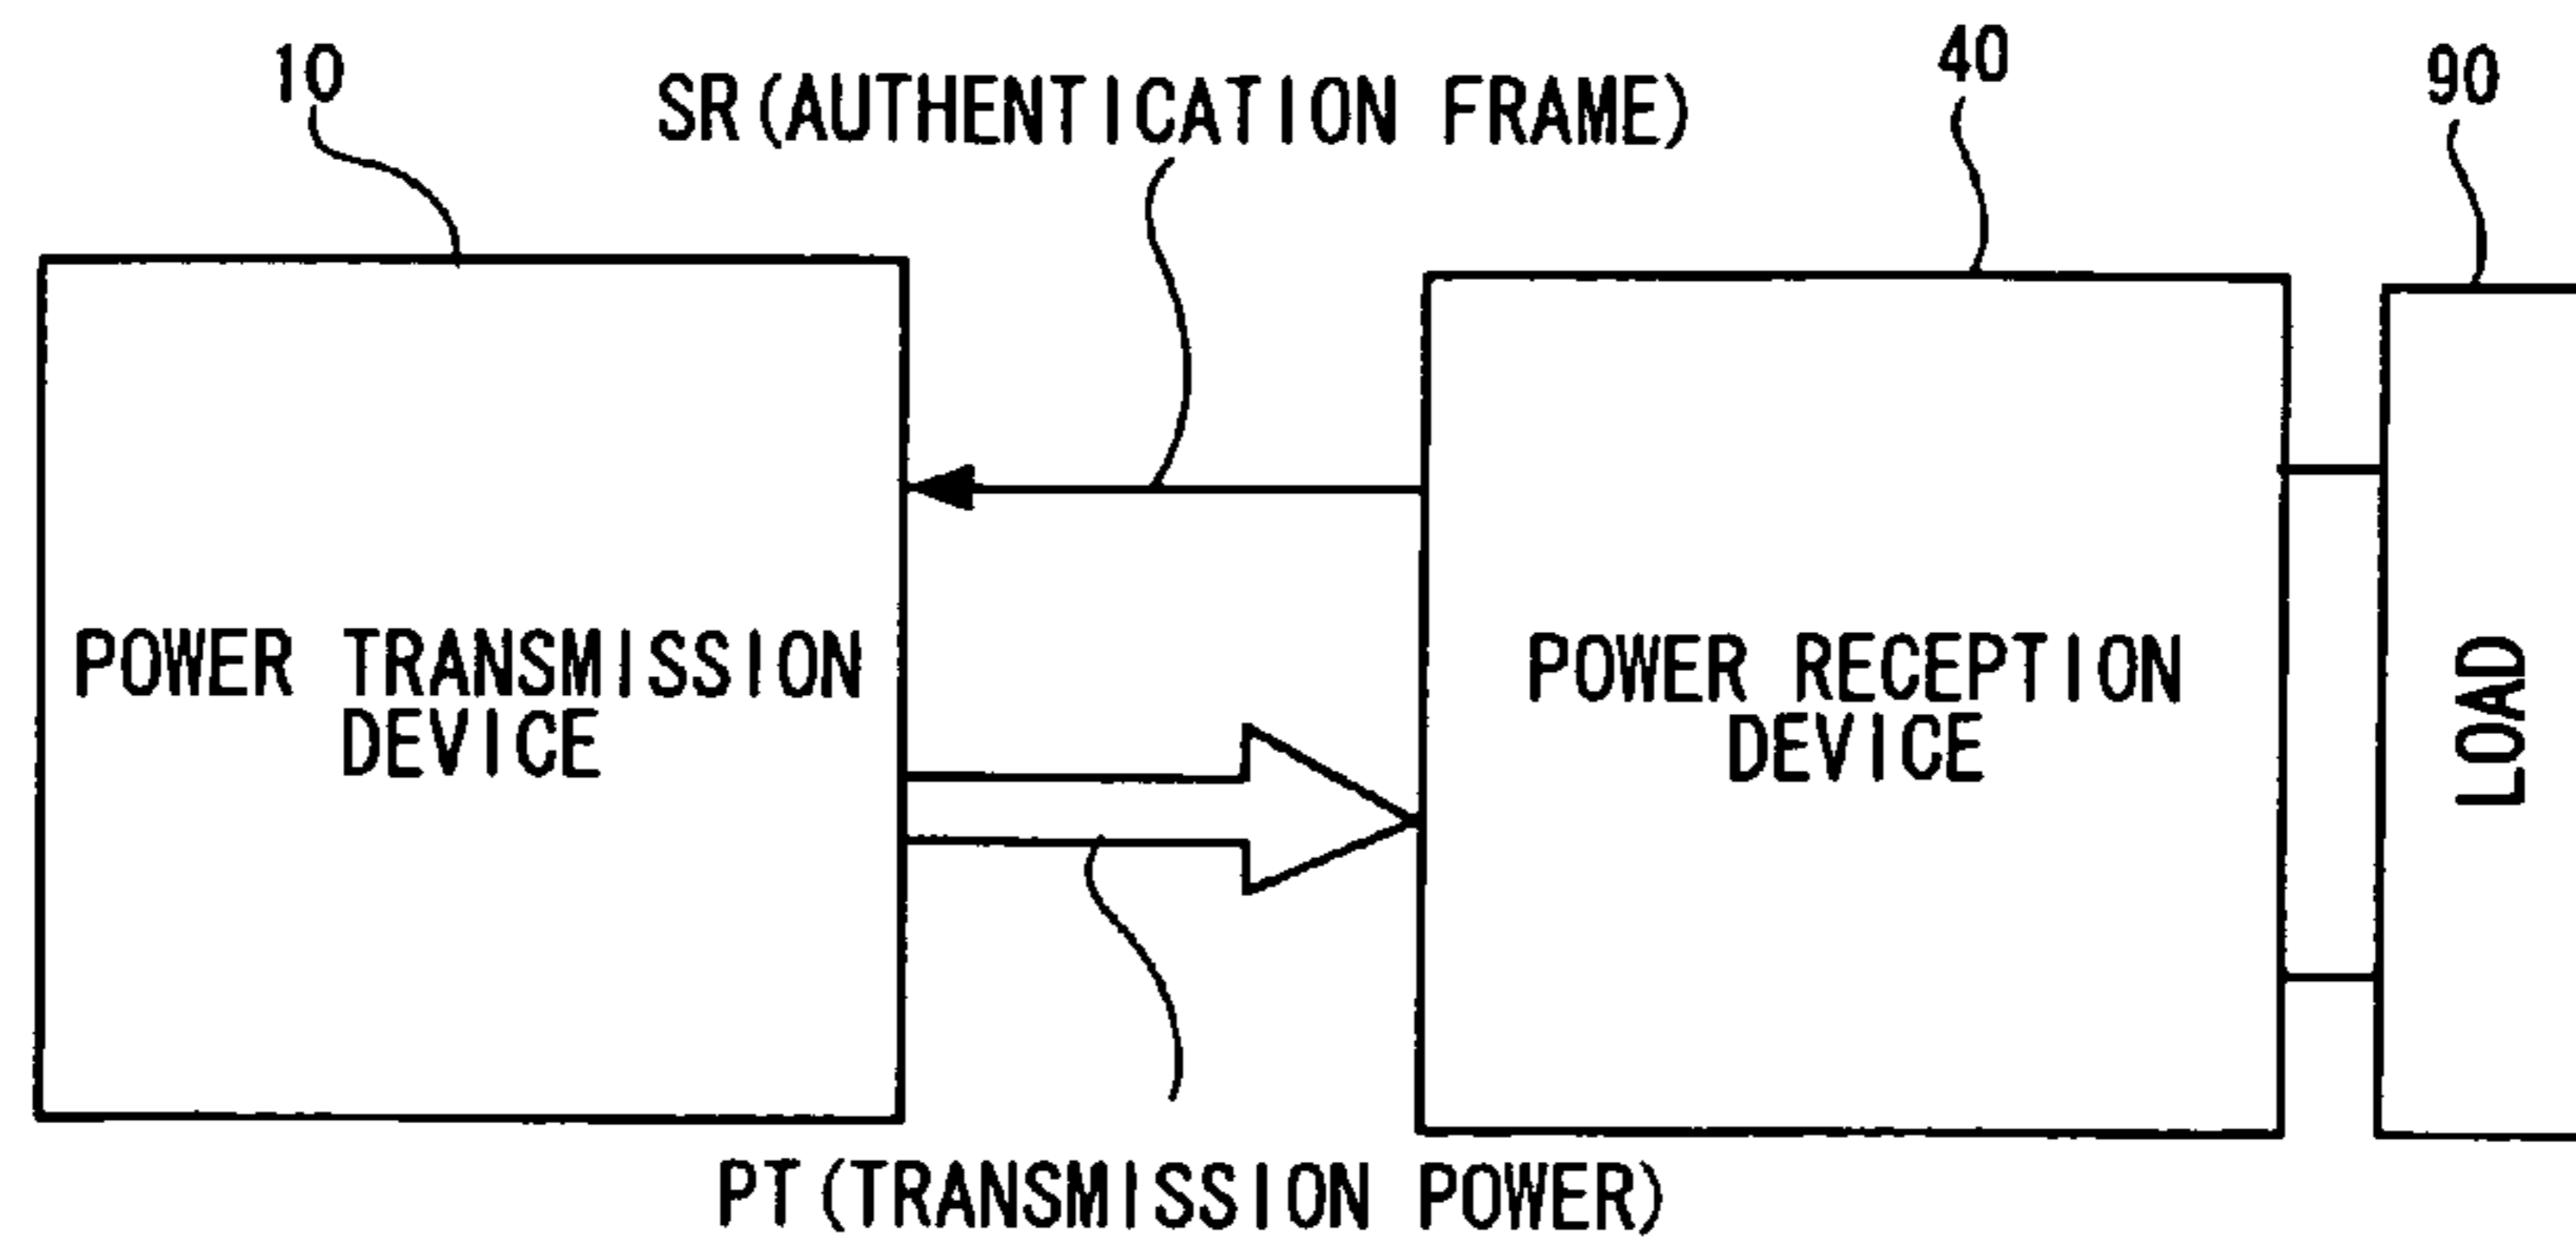 10
SR(AUTHENTICATION FRAME)
40
90
POWER TRANSMISSION
DEVICE
POWER RECEPTION
DEVICE
LOAD
PT(TRANSMISSION POWER)